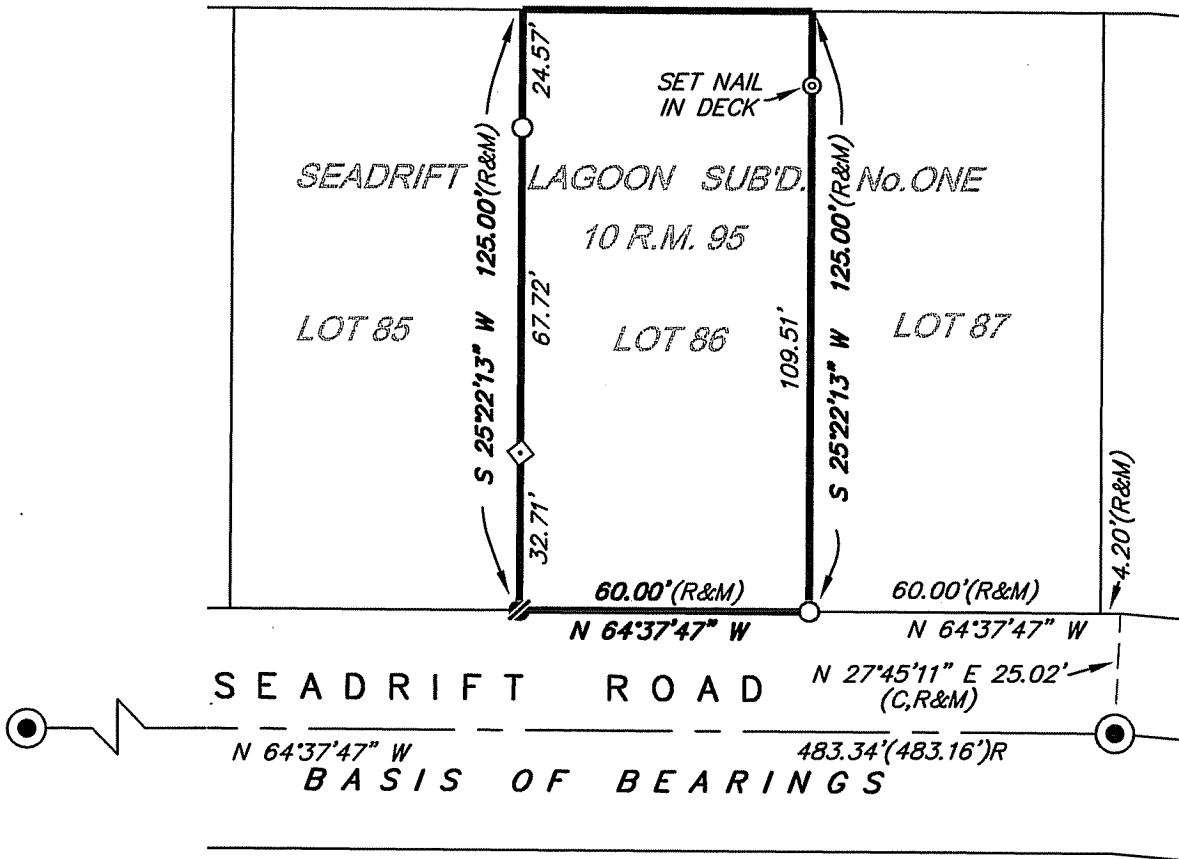 24.57'
SET NAIL
IN DECK
SEADRIFT LAGOON SUB'D. No. ONE
10 R.M. 95
S 25°22'13" W 125.00'(R&M)
67.72'
109.51'
S 25°22'13" W 125.00'(R&M)
LOT 85
LOT 86
LOT 87
32.71'
4.20'(R&M)
60.00'(R&M)
N 64°37'47" W
60.00'(R&M)
N 64°37'47" W
SEADRIFT ROAD
N 27°45'11" E 25.02'
(C,R&M)
N 64°37'47" W
483.34'(483.16')R
BASIS OF BEARINGS